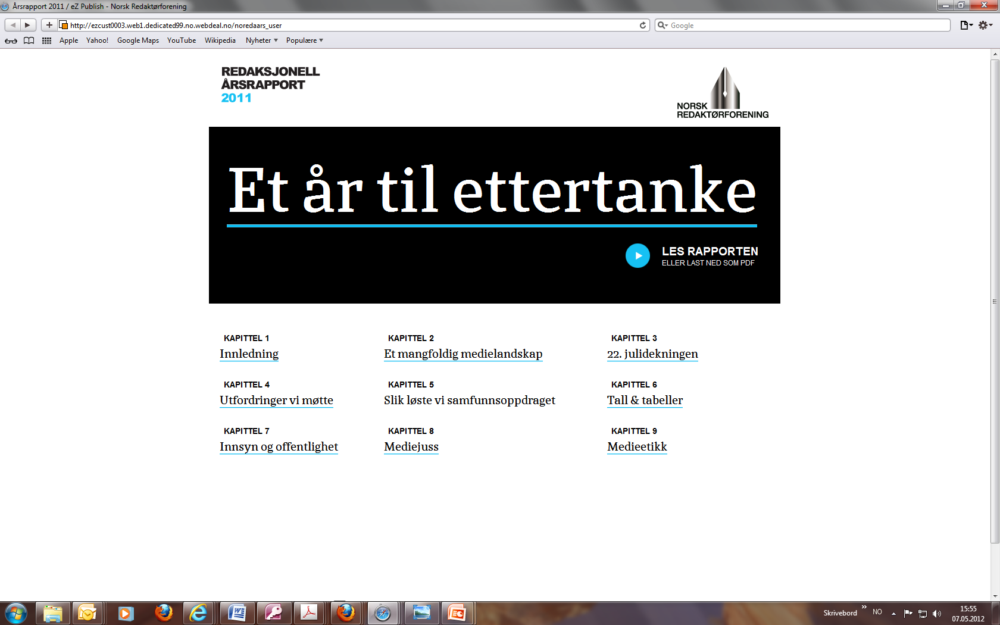 Årsrapport 2011 / eZ Publish - Norsk Redaktørforening
http://ezcust0003.web1.dedicated99.no.webdeal.no/noredaars_user
Google
Apple Yahoo! Google Maps YouTube Wikipedia Nyheter Populære
REDAKSJONELL
ÅRSRAPPORT
2011
NORSK
REDAKTØRFORENING
Et år til ettertanke
LES RAPPORTEN
ELLER LAST NED SOM PDF
KAPITTEL 1
Innledning
KAPITTEL 2
Et mangfoldig medielandskap
KAPITTEL 3
22. julidekningen
KAPITTEL 4
Utfordringer vi møtte
KAPITTEL 5
Slik løste vi samfunnsoppdraget
KAPITTEL 6
Tall & tabeller
KAPITTEL 7
Innsyn og offentlighet
KAPITTEL 8
Mediejuss
KAPITTEL 9
Medieetikk
Skrivebord » NO
15:55
07.05.2012